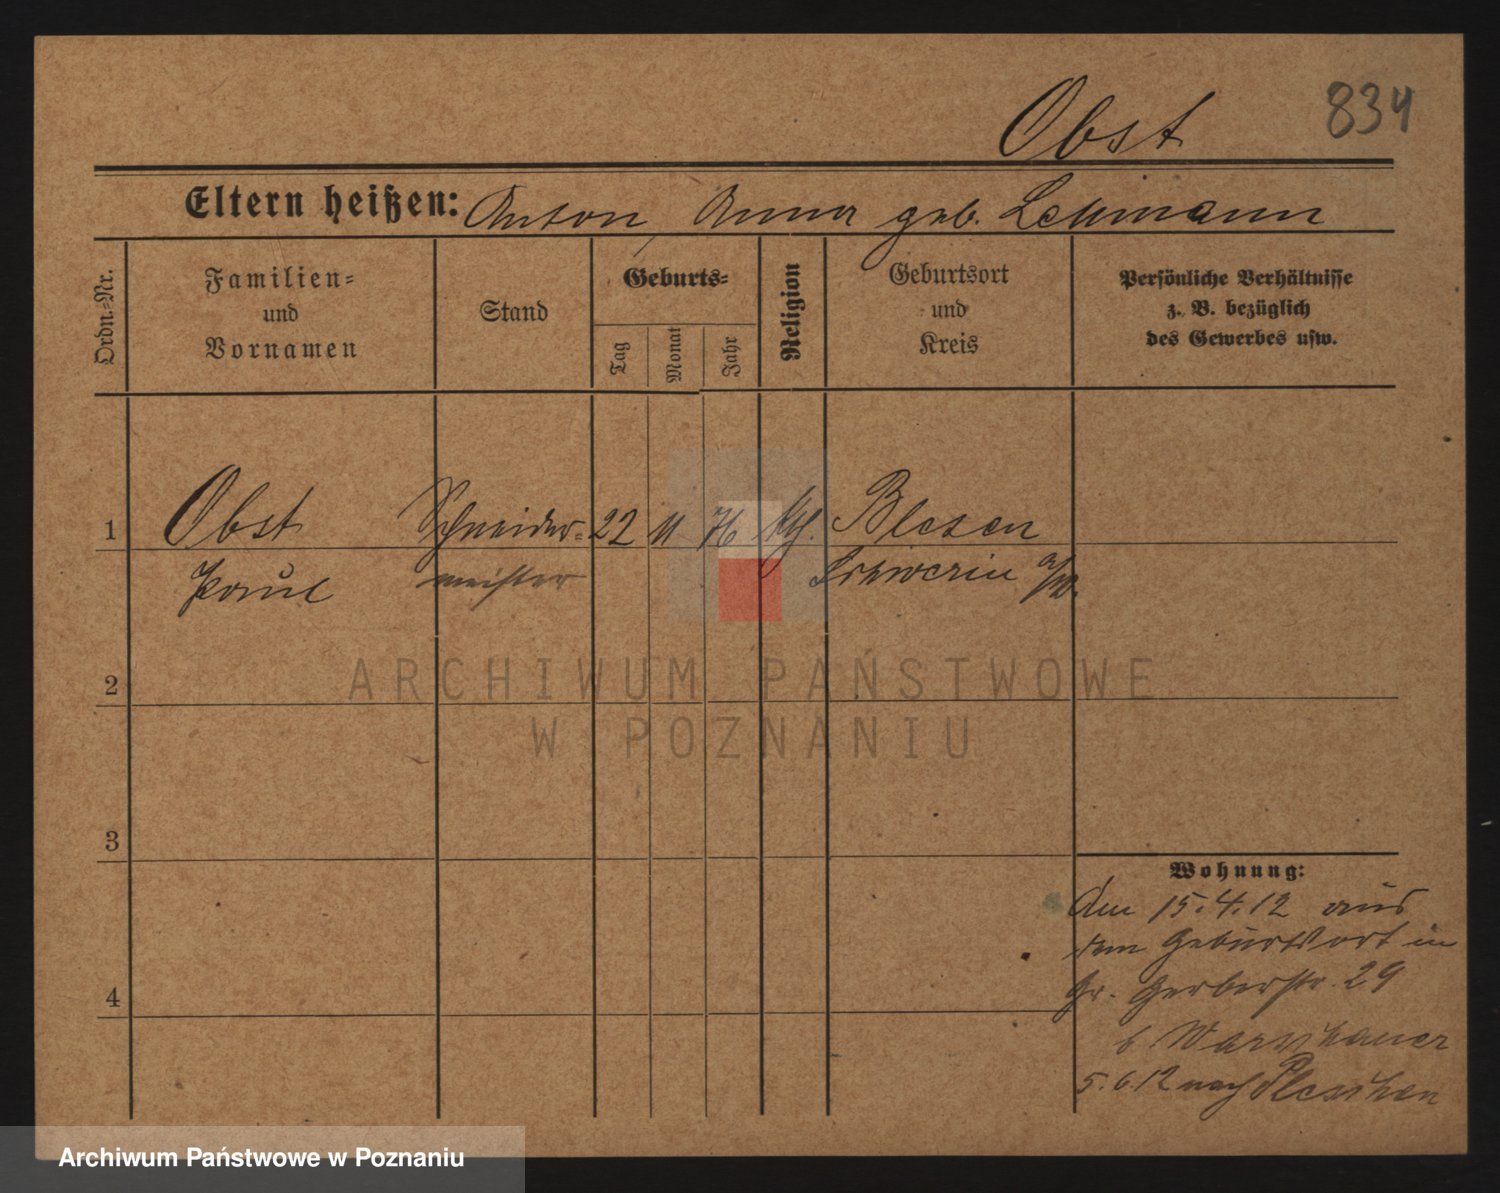 Obst 834
Eltern heißen: Anton, Anna geb. Lehmann
Ordn.-Nr.
Familien-
und
Vornamen
Stand
Geburts-
Tag
Monat
Jahr
Religion
Geburtsort
und
Kreis
Persönliche Verhältnisse
z. B. bezüglich
des Gewerbes usw.
1 Obst Schneider- 22 11 76 kth. Blesen
Paul meister Schwerin a/W.
2
3
4
Wohnung:
Am 15.4.12 aus
dem Geburtsort in
Gr. Gerberstr. 29
b Warschauer
5.6.12 nach Pleschen
ARCHIWUM PAŃSTWOWE
W POZNANIU
Archiwum Państwowe w Poznaniu